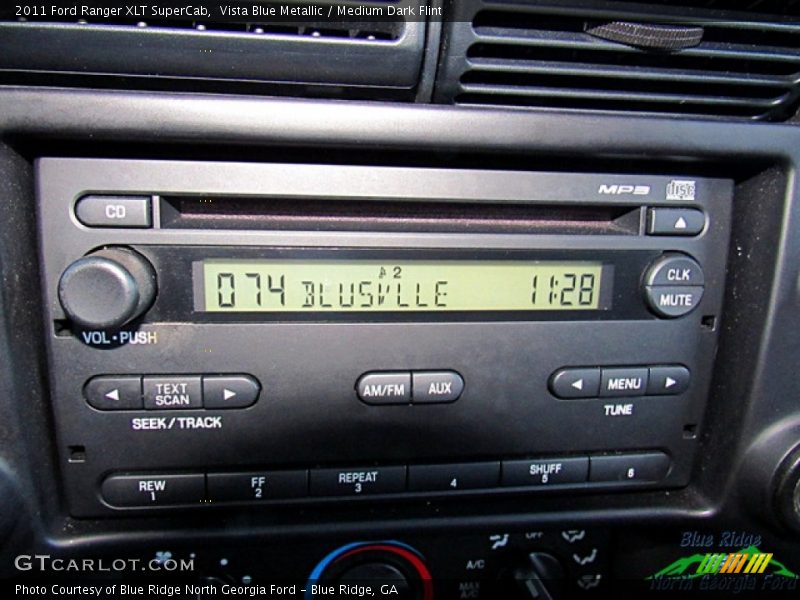 2011 Ford Ranger XLT SuperCab, Vista Blue Metallic / Medium Dark Flint
MP3 disc
CD
074 BLUSVLLE 2 11:28
CLK
MUTE
VOL•PUSH
TEXT SCAN
AM/FM AUX
MENU
SEEK/TRACK
TUNE
REW 1
FF 2
REPEAT 3
4
SHUFF 5
6
OFF
A/C
MAX A/C
Blue Ridge
North Georgia Ford
GTCARLOT.COM
Photo Courtesy of Blue Ridge North Georgia Ford – Blue Ridge, GA